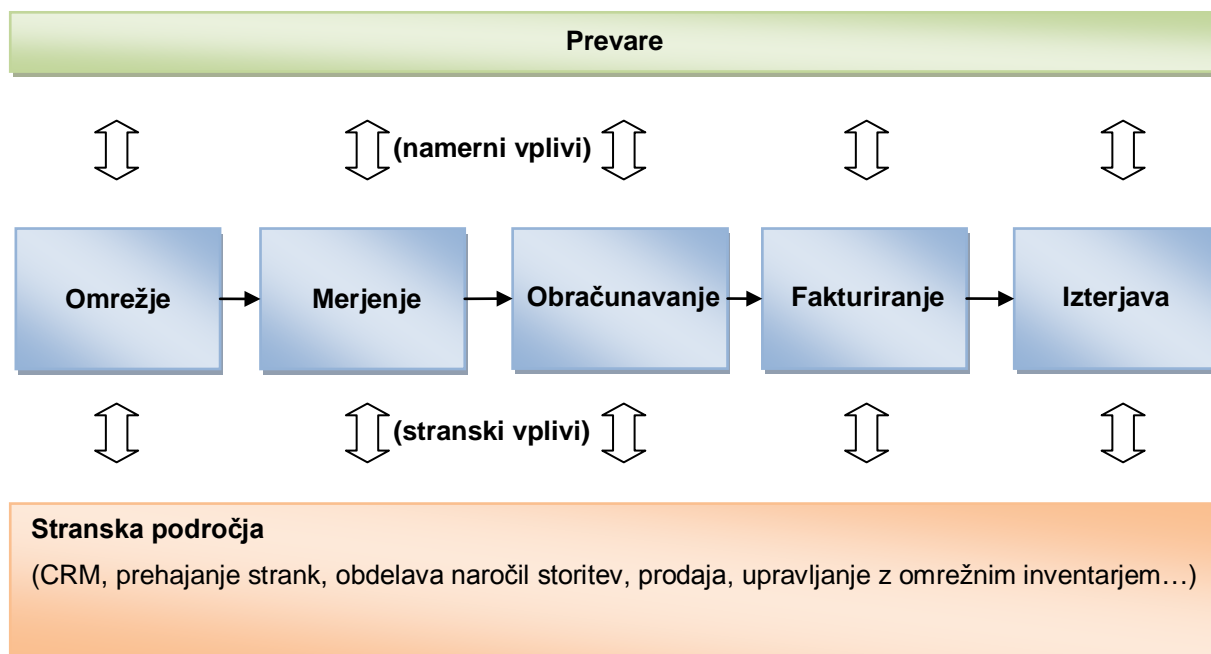 Prevare
(namerni vplivi)
Omrežje
Merjenje
Obračunavanje
Fakturiranje
Izterjava
(stranski vplivi)
Stranska področja
(CRM, prehajanje strank, obdelava naročil storitev, prodaja, upravljanje z omrežnim inventarjem…)